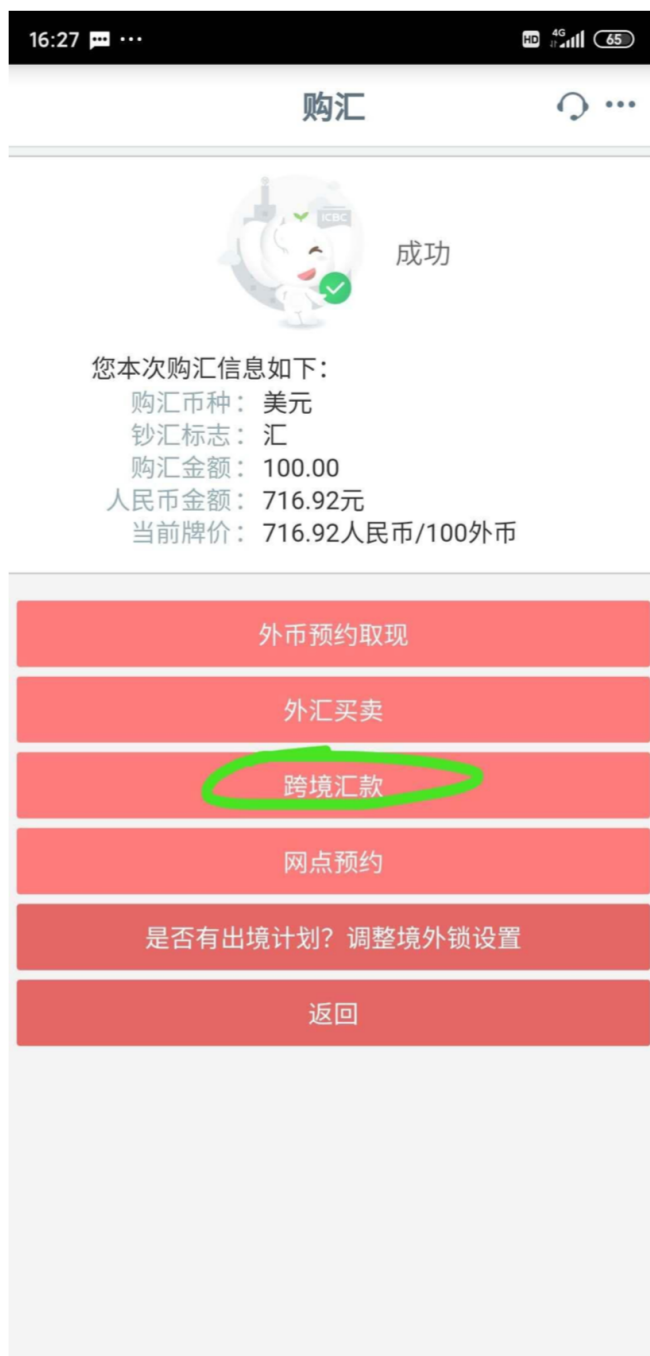 16:27
HD 4G 65
购汇
ICBC
成功
您本次购汇信息如下：
购汇币种： 美元
钞汇标志： 汇
购汇金额： 100.00
人民币金额： 716.92元
当前牌价： 716.92人民币/100外币
外币预约取现
外汇买卖
跨境汇款
网点预约
是否有出境计划？调整境外锁设置
返回